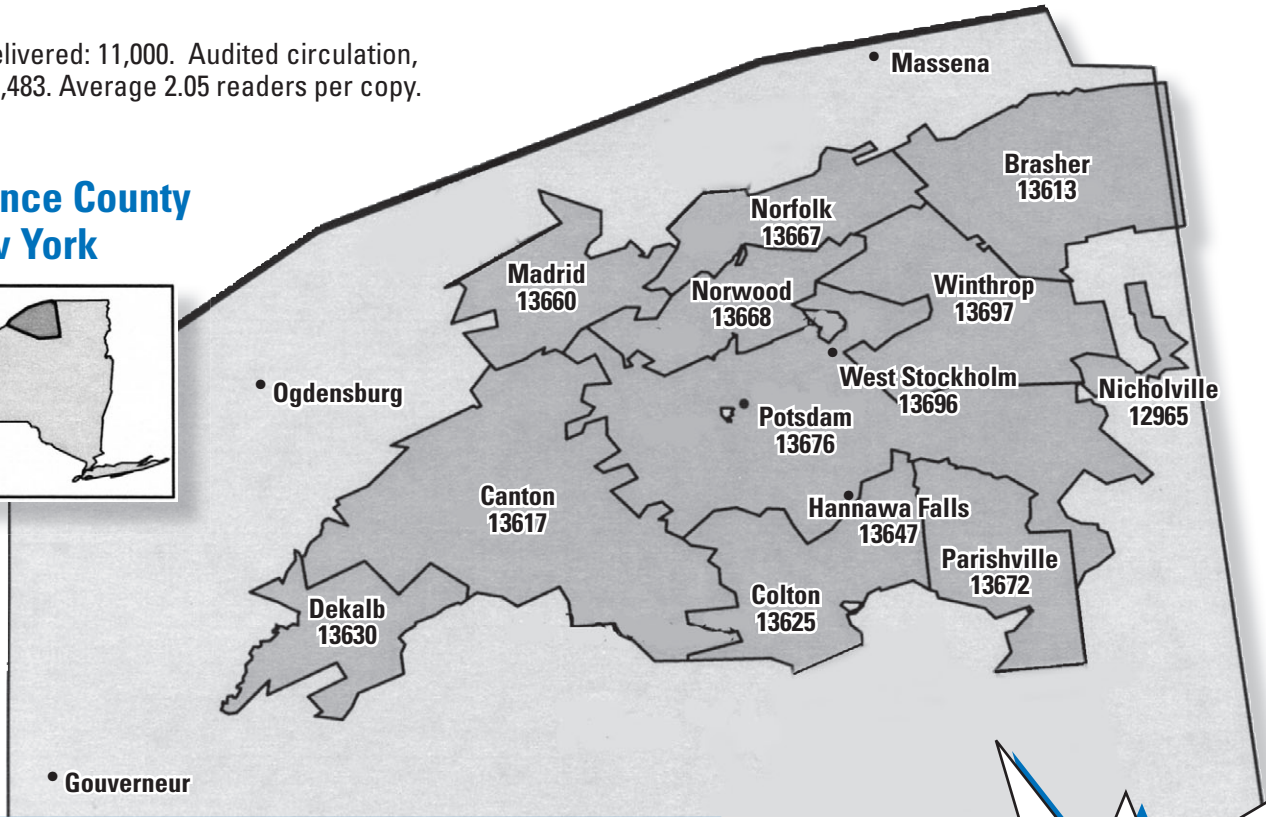 elivered: 11,000. Audited circulation,
,483. Average 2.05 readers per copy.
nce County
York
Massena
Brasher
13613
Norfolk
13667
Madrid
13660
Norwood
13668
Winthrop
13697
Ogdensburg
West Stockholm
13696
Nicholville
12965
Potsdam
13676
Canton
13617
Hannawa Falls
13647
Parishville
13672
Dekalb
13630
Colton
13625
Gouverneur